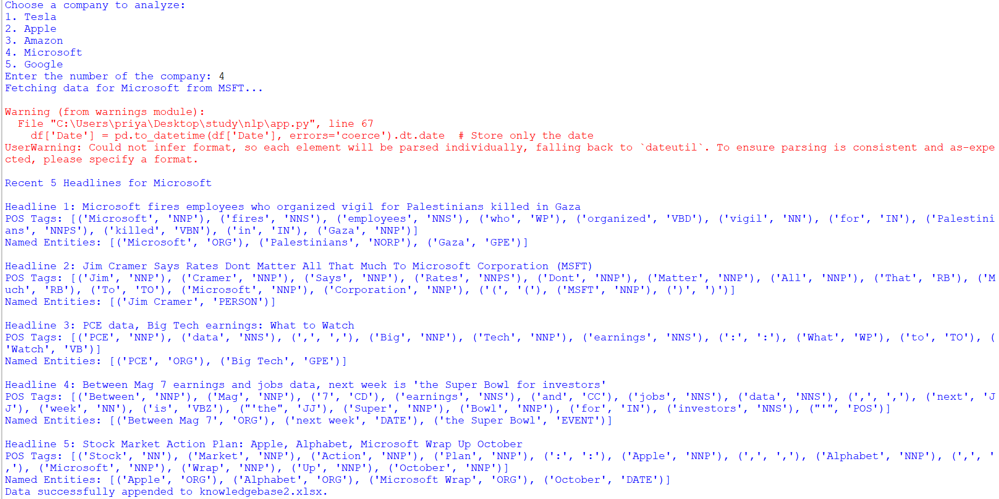 Choose a company to analyze:
1. Tesla
2. Apple
3. Amazon
4. Microsoft
5. Google
Enter the number of the company: 4
Fetching data for Microsoft from MSFT...
Warning (from warnings module):
  File "C:\Users\priya\Desktop\study\nlp\app.py", line 67
    df['Date'] = pd.to_datetime(df['Date'], errors='coerce').dt.date  # Store only the date
UserWarning: Could not infer format, so each element will be parsed individually, falling back to `dateutil`. To ensure parsing is consistent and as-expe
cted, please specify a format.
Recent 5 Headlines for Microsoft
Headline 1: Microsoft fires employees who organized vigil for Palestinians killed in Gaza
POS Tags: [('Microsoft', 'NNP'), ('fires', 'NNS'), ('employees', 'NNS'), ('who', 'WP'), ('organized', 'VBD'), ('vigil', 'NN'), ('for', 'IN'), ('Palestini
ans', 'NNPS'), ('killed', 'VBN'), ('in', 'IN'), ('Gaza', 'NNP')]
Named Entities: [('Microsoft', 'ORG'), ('Palestinians', 'NORP'), ('Gaza', 'GPE')]
Headline 2: Jim Cramer Says Rates Dont Matter All That Much To Microsoft Corporation (MSFT)
POS Tags: [('Jim', 'NNP'), ('Cramer', 'NNP'), ('Says', 'NNP'), ('Rates', 'NNPS'), ('Dont', 'NNP'), ('Matter', 'NNP'), ('All', 'NNP'), ('That', 'RB'), ('M
uch', 'RB'), ('To', 'TO'), ('Microsoft', 'NNP'), ('Corporation', 'NNP'), ('(', '('), ('MSFT', 'NNP'), (')', ')')]
Named Entities: [('Jim Cramer', 'PERSON')]
Headline 3: PCE data, Big Tech earnings: What to Watch
POS Tags: [('PCE', 'NNP'), ('data', 'NNS'), (',', ','), ('Big', 'NNP'), ('Tech', 'NNP'), ('earnings', 'NNS'), (':', ':'), ('What', 'WP'), ('to', 'TO'), (
'Watch', 'VB')]
Named Entities: [('PCE', 'ORG'), ('Big Tech', 'GPE')]
Headline 4: Between Mag 7 earnings and jobs data, next week is 'the Super Bowl for investors'
POS Tags: [('Between', 'NNP'), ('Mag', 'NNP'), ('7', 'CD'), ('earnings', 'NNS'), ('and', 'CC'), ('jobs', 'NNS'), ('data', 'NNS'), (',', ','), ('next', 'J
J'), ('week', 'NN'), ('is', 'VBZ'), ("'the", 'JJ'), ('Super', 'NNP'), ('Bowl', 'NNP'), ('for', 'IN'), ('investors', 'NNS'), ("'", 'POS')]
Named Entities: [('Between Mag 7', 'ORG'), ('next week', 'DATE'), ('the Super Bowl', 'EVENT')]
Headline 5: Stock Market Action Plan: Apple, Alphabet, Microsoft Wrap Up October
POS Tags: [('Stock', 'NN'), ('Market', 'NNP'), ('Action', 'NNP'), ('Plan', 'NNP'), (':', ':'), ('Apple', 'NNP'), (',', ','), ('Alphabet', 'NNP'), (',', '
,'), ('Microsoft', 'NNP'), ('Wrap', 'NNP'), ('Up', 'NNP'), ('October', 'NNP')]
Named Entities: [('Apple', 'ORG'), ('Alphabet', 'ORG'), ('Microsoft Wrap', 'ORG'), ('October', 'DATE')]
Data successfully appended to knowledgebase2.xlsx.